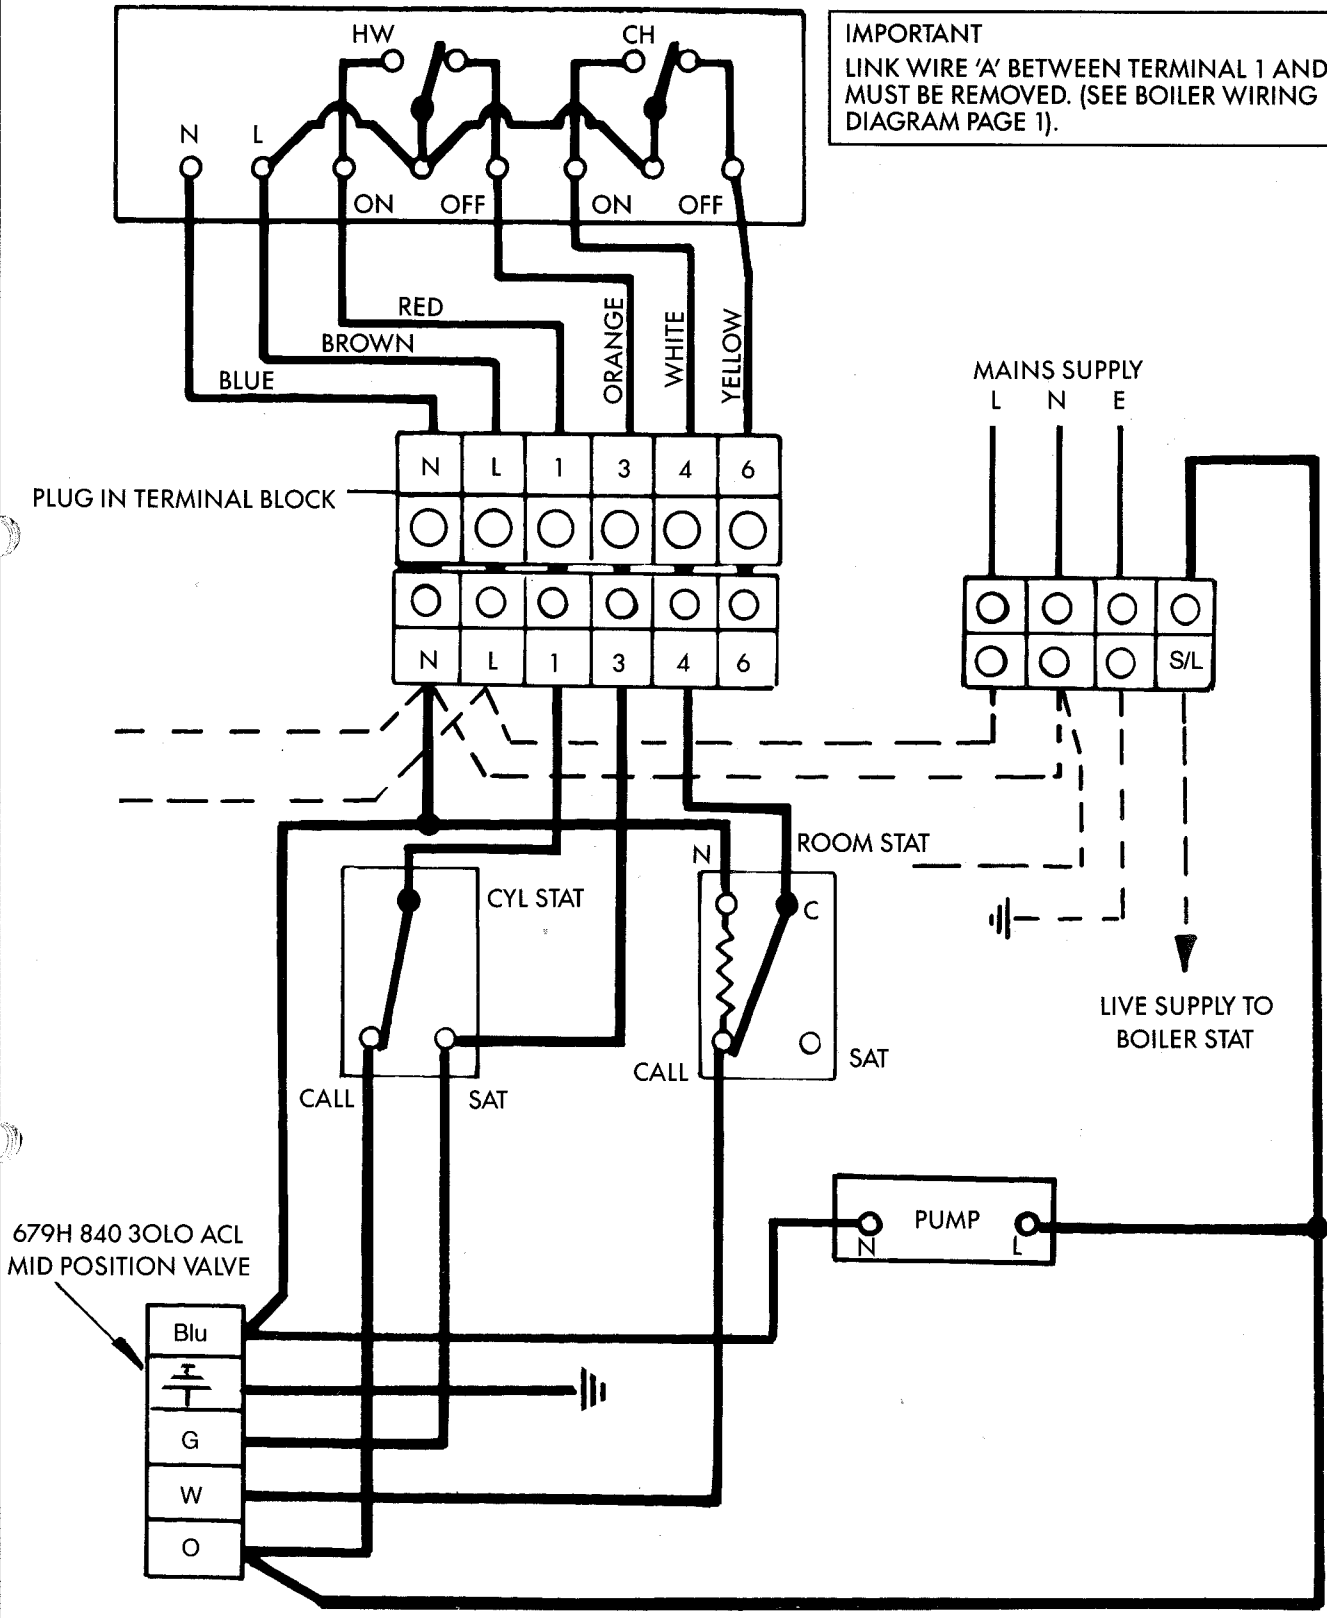 HW
CH
IMPORTANT
LINK WIRE 'A' BETWEEN TERMINAL 1 AND
MUST BE REMOVED. (SEE BOILER WIRING
DIAGRAM PAGE 1).
N L
ON OFF ON OFF
RED
BROWN
BLUE
ORANGE
WHITE
YELLOW
MAINS SUPPLY
L N E
N L 1 3 4 6
PLUG IN TERMINAL BLOCK
N L 1 3 4 6
S/L
N
ROOM STAT
CYL STAT
C
LIVE SUPPLY TO
BOILER STAT
CALL SAT
CALL SAT
679H 840 3OLO ACL
MID POSITION VALVE
PUMP
N L
Blu
G
W
O